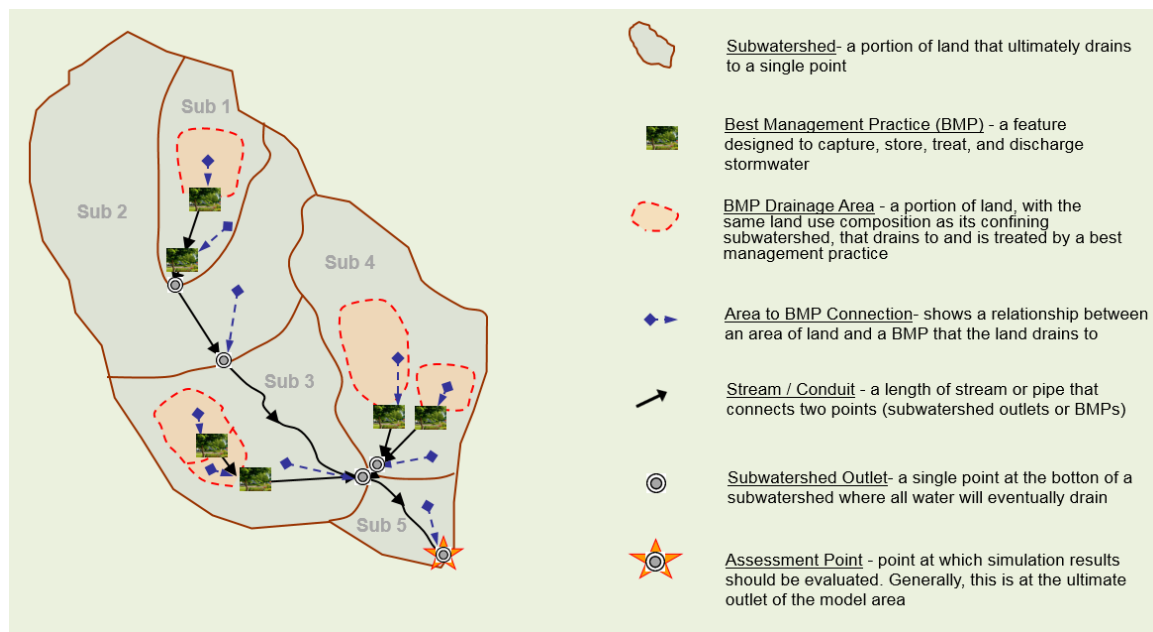 Sub 1
Sub 2
Sub 4
Sub 3
Sub 5
Subwatershed- a portion of land that ultimately drains
to a single point
Best Management Practice (BMP) - a feature
designed to capture, store, treat, and discharge
stormwater
BMP Drainage Area - a portion of land, with the
same land use composition as its confining
subwatershed, that drains to and is treated by a best
management practice
Area to BMP Connection- shows a relationship between
an area of land and a BMP that the land drains to
Stream / Conduit - a length of stream or pipe that
connects two points (subwatershed outlets or BMPs)
Subwatershed Outlet- a single point at the botton of a
subwatershed where all water will eventually drain
Assessment Point - point at which simulation results
should be evaluated. Generally, this is at the ultimate
outlet of the model area